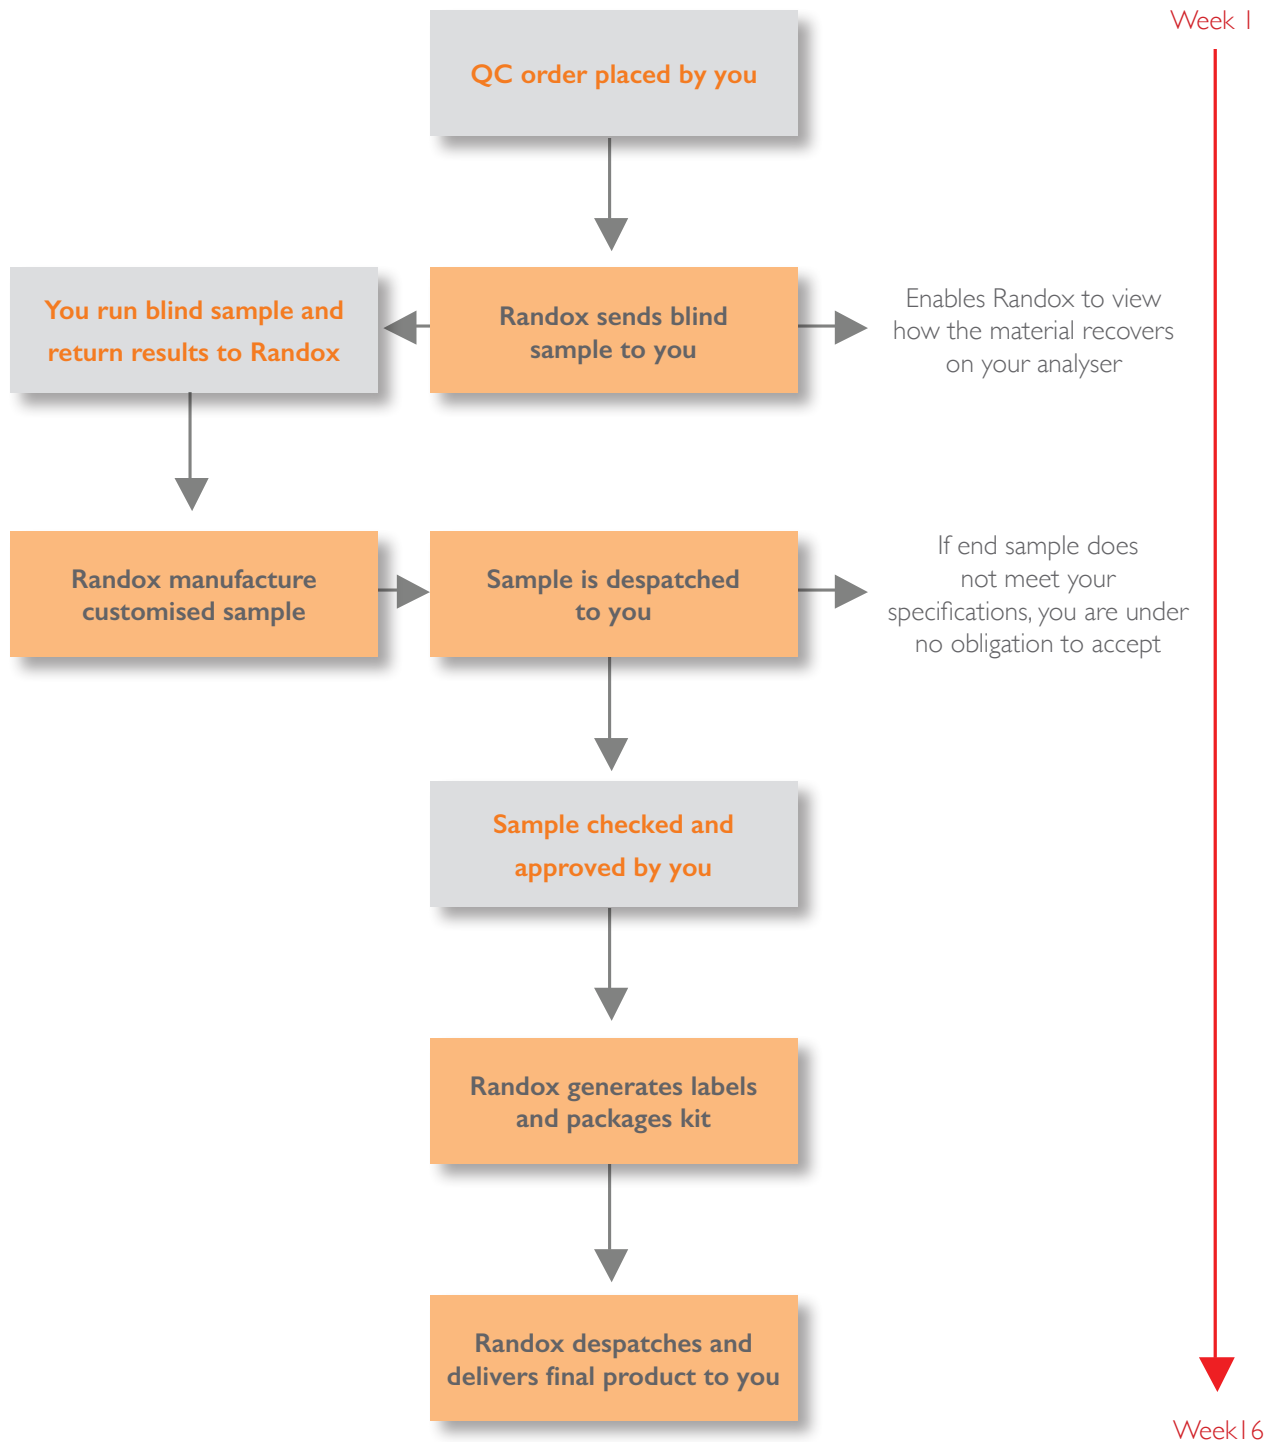 Week 1
QC order placed by you
You run blind sample and
return results to Randox
Randox sends blind
sample to you
Enables Randox to view
how the material recovers
on your analyser
Randox manufacture
customised sample
Sample is despatched
to you
If end sample does
not meet your
specifications, you are under
no obligation to accept
Sample checked and
approved by you
Randox generates labels
and packages kit
Randox despatches and
delivers final product to you
Week16